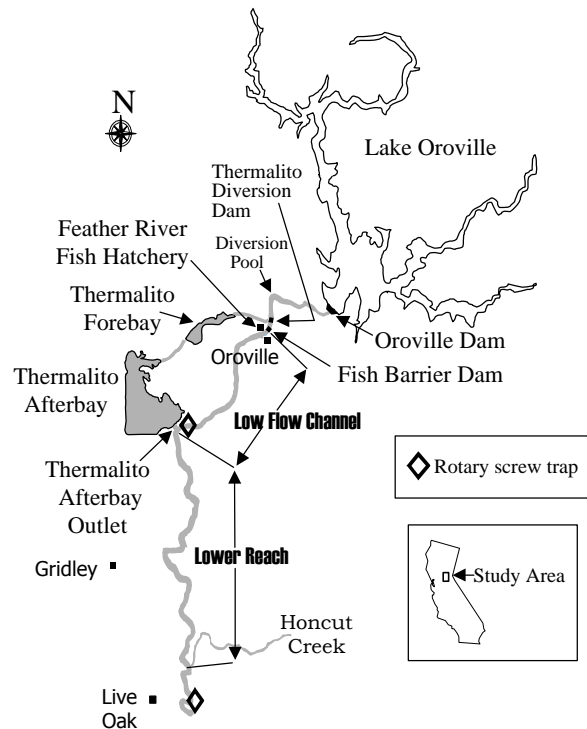 N
Lake Oroville
Thermalito
Diversion
Dam
Feather River
Fish Hatchery
Diversion
Pool
Thermalito
Forebay
Oroville Dam
Oroville
Fish Barrier Dam
Thermalito
Afterbay
Low Flow Channel
Rotary screw trap
Thermalito
Afterbay
Outlet
Lower Reach
Gridley
Study Area
Honcut
Creek
Live
Oak